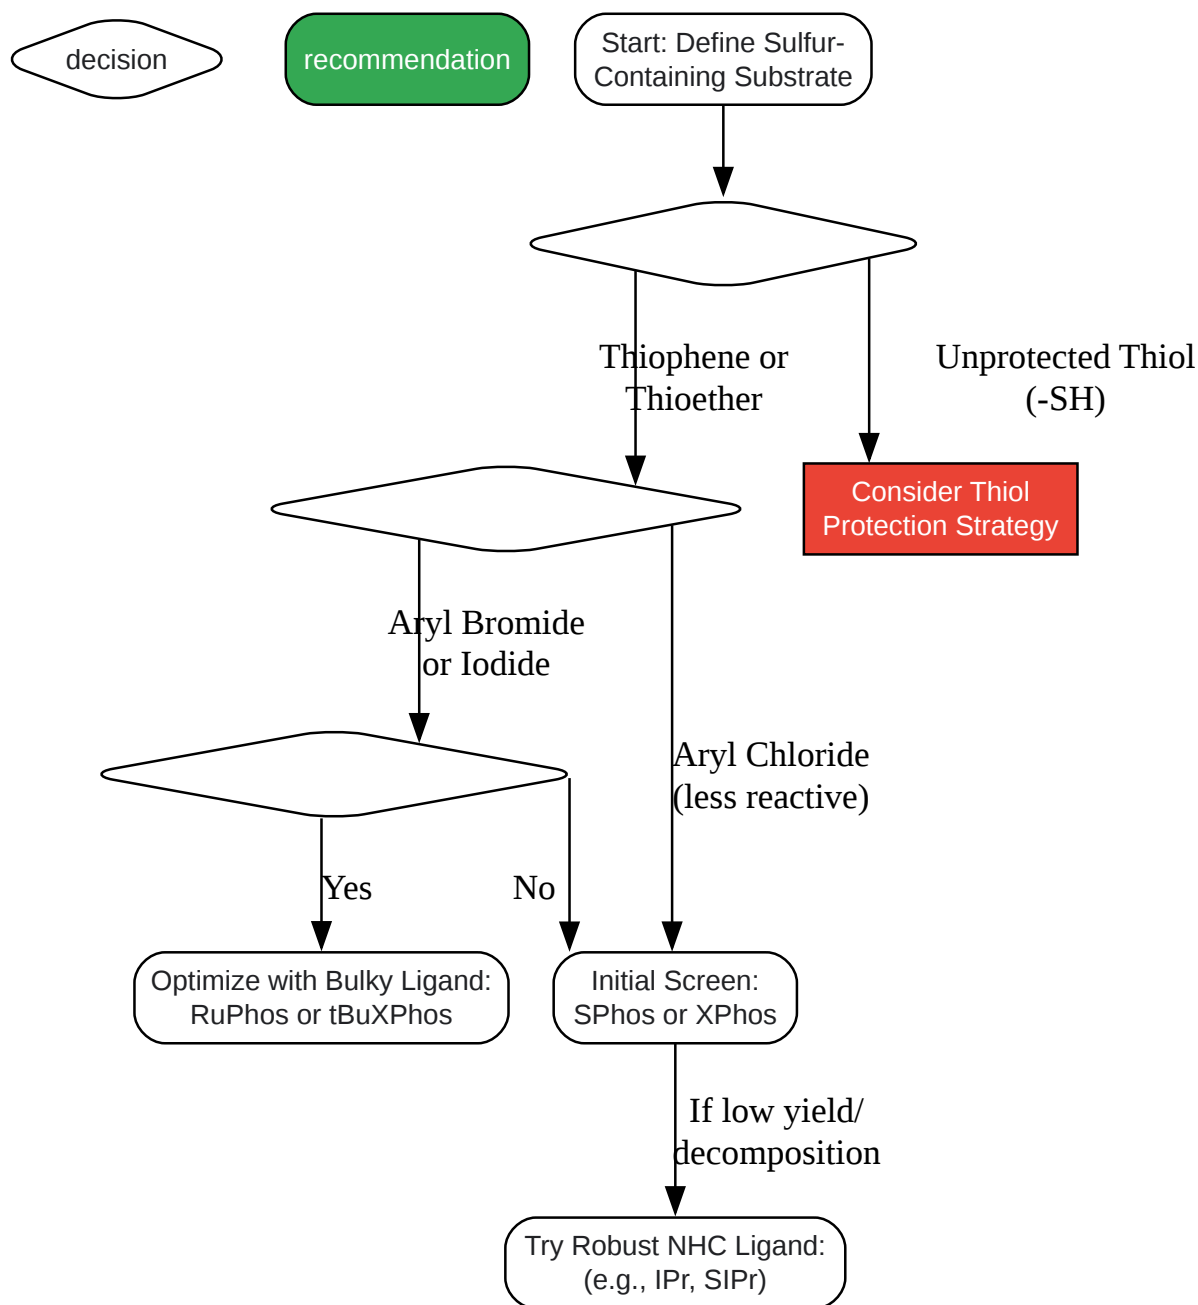 decision
recommendation
Start: Define Sulfur-
Containing Substrate
Thiophene or
Thioether
Unprotected Thiol
(-SH)
Consider Thiol
Protection Strategy
Aryl Bromide
or Iodide
Aryl Chloride
(less reactive)
Yes
No
Optimize with Bulky Ligand:
RuPhos or tBuXPhos
Initial Screen:
SPhos or XPhos
If low yield/
decomposition
Try Robust NHC Ligand:
(e.g., IPr, SIPr)